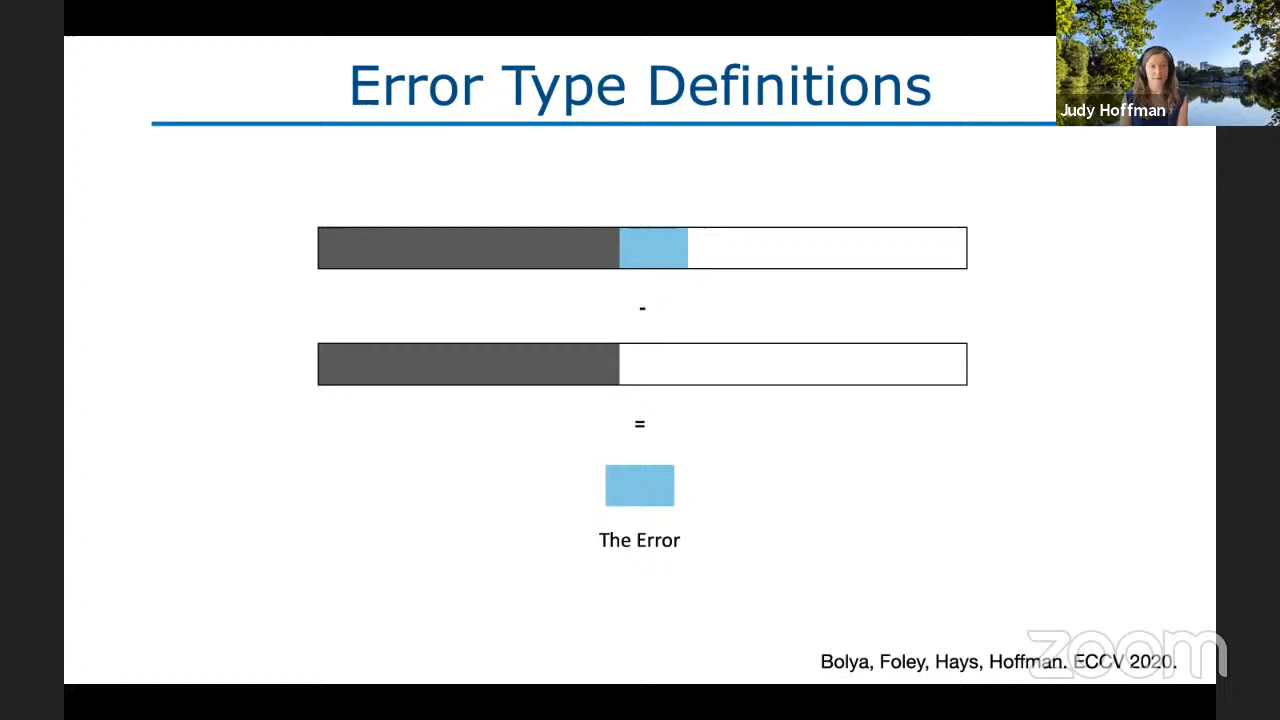 Error Type Definitions
Judy Hoffman
-
=
The Error
Bolya, Foley, Hays, Hoffman. ECCV 2020.
zoom